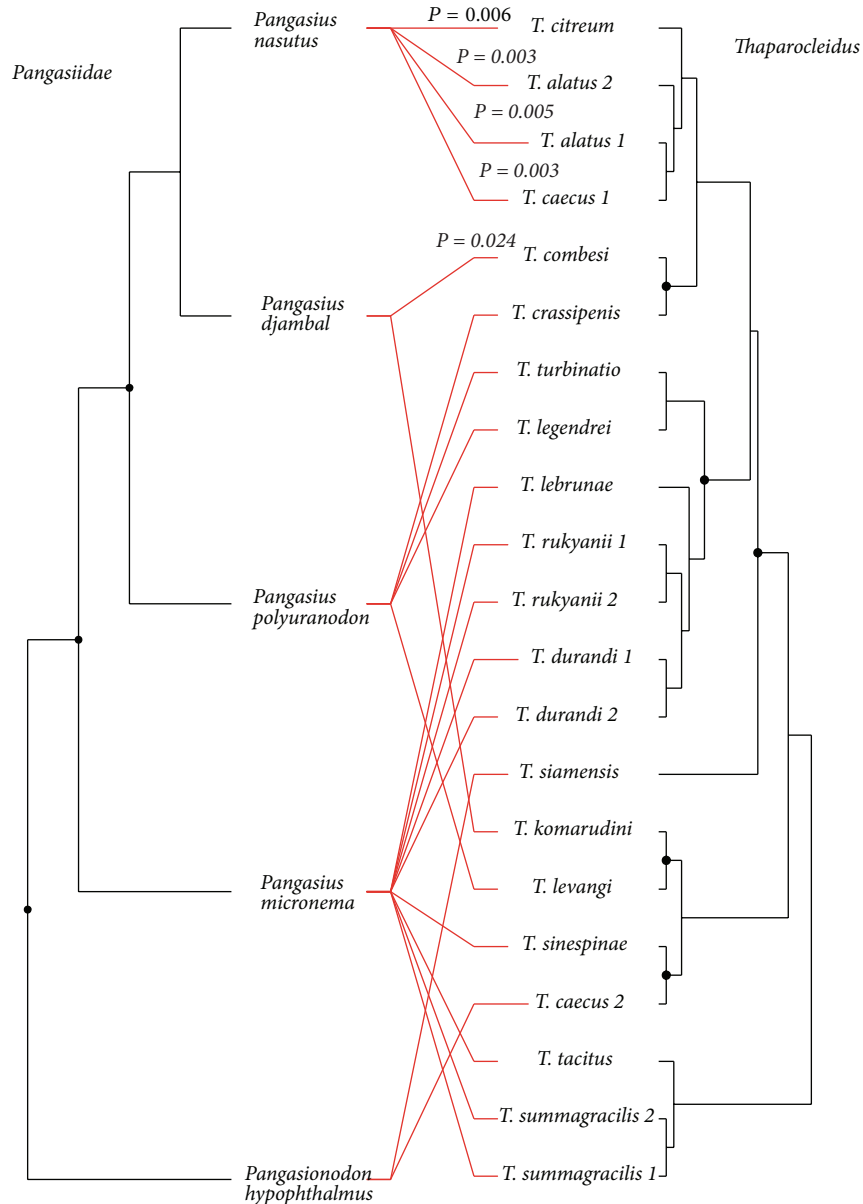 Pangasiidae
Thaparocleidus
Pangasius
nasutus
Pangasius
djambal
Pangasius
polyuranodon
Pangasius
micronema
Pangasionodon
hypophthalmus
P = 0.006
T. citreum
P = 0.003
T. alatus 2
P = 0.005
T. alatus 1
P = 0.003
T. caecus 1
P = 0.024
T. combesi
T. crassipenis
T. turbinatio
T. legendrei
T. lebrunae
T. rukyanii 1
T. rukyanii 2
T. durandi 1
T. durandi 2
T. siamensis
T. komarudini
T. levangi
T. sinespinae
T. caecus 2
T. tacitus
T. summagracilis 2
T. summagracilis 1